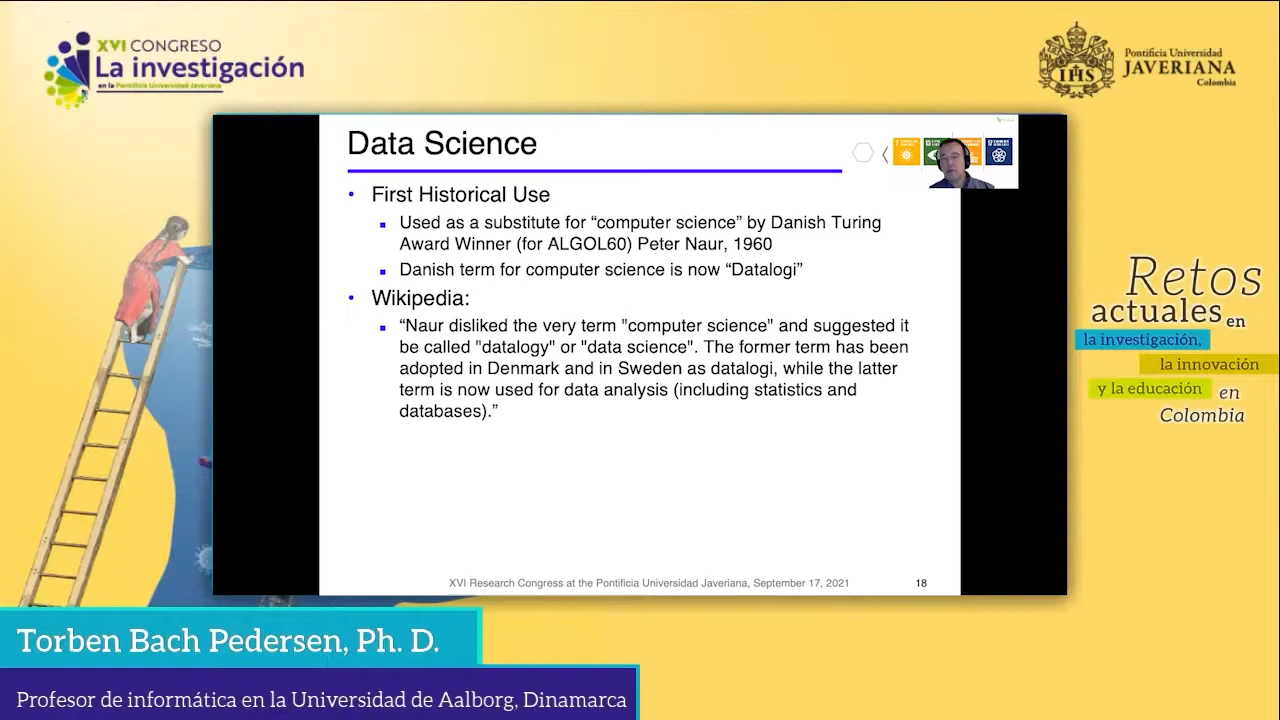 XVI CONGRESO
La investigación
en la Pontificia Universidad Javeriana
IHS
Pontificia Universidad
JAVERIANA
Colombia
Data Science
• First Historical Use
▪ Used as a substitute for “computer science” by Danish Turing
Award Winner (for ALGOL60) Peter Naur, 1960
▪ Danish term for computer science is now “Datalogi”
• Wikipedia:
▪ “Naur disliked the very term "computer science" and suggested it
be called "datalogy" or "data science". The former term has been
adopted in Denmark and in Sweden as datalogi, while the latter
term is now used for data analysis (including statistics and
databases).”
XVI Research Congress at the Pontificia Universidad Javeriana, September 17, 2021
18
Retos
actuales en
la investigación,
la innovación
y la educación en
Colombia
Torben Bach Pedersen, Ph. D.
Profesor de informática en la Universidad de Aalborg, Dinamarca